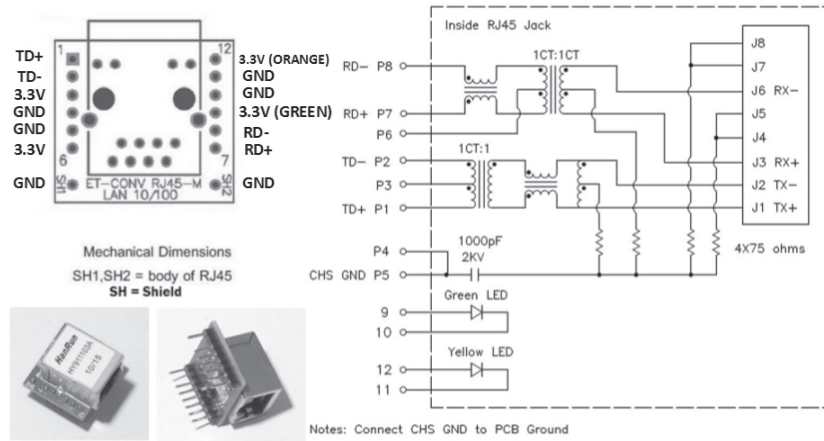 1
12
TD+
TD-
3.3V
GND
GND
3.3V
GND
3.3V (ORANGE)
GND
GND
3.3V (GREEN)
RD-
RD+
GND
6
7
SH1
SH2
ET-CONV RJ45-M
LAN 10/100
Mechanical Dimensions
SH1,SH2 = body of RJ45
SH = Shield
HanRun
HY911103A
10/15
Inside RJ45 Jack
1CT:1CT
RD- P8
RD+ P7
P6
1CT:1
TD- P2
P3
TD+ P1
P4
CHS GND P5
1000pF
2KV
J8
J7
J6 RX-
J5
J4
J3 RX+
J2 TX-
J1 TX+
4X75 ohms
Green LED
9
10
Yellow LED
12
11
Notes: Connect CHS GND to PCB Ground